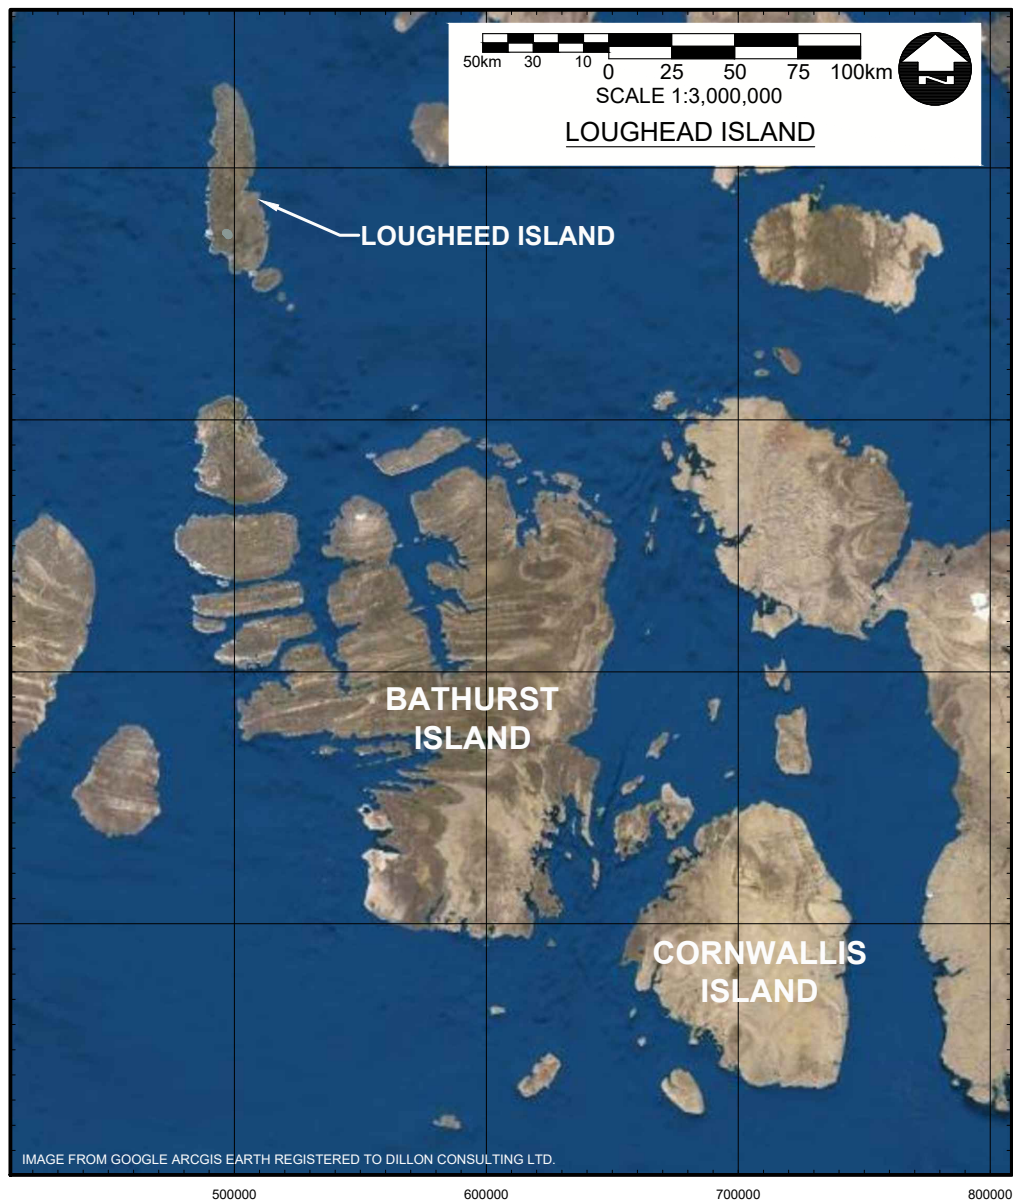 50km 30 10 0 25 50 75 100km
SCALE 1:3,000,000
LOUGHEAD ISLAND
N
LOUGHEED ISLAND
BATHURST
ISLAND
CORNWALLIS
ISLAND
IMAGE FROM GOOGLE ARCGIS EARTH REGISTERED TO DILLON CONSULTING LTD.
500000 600000 700000 800000